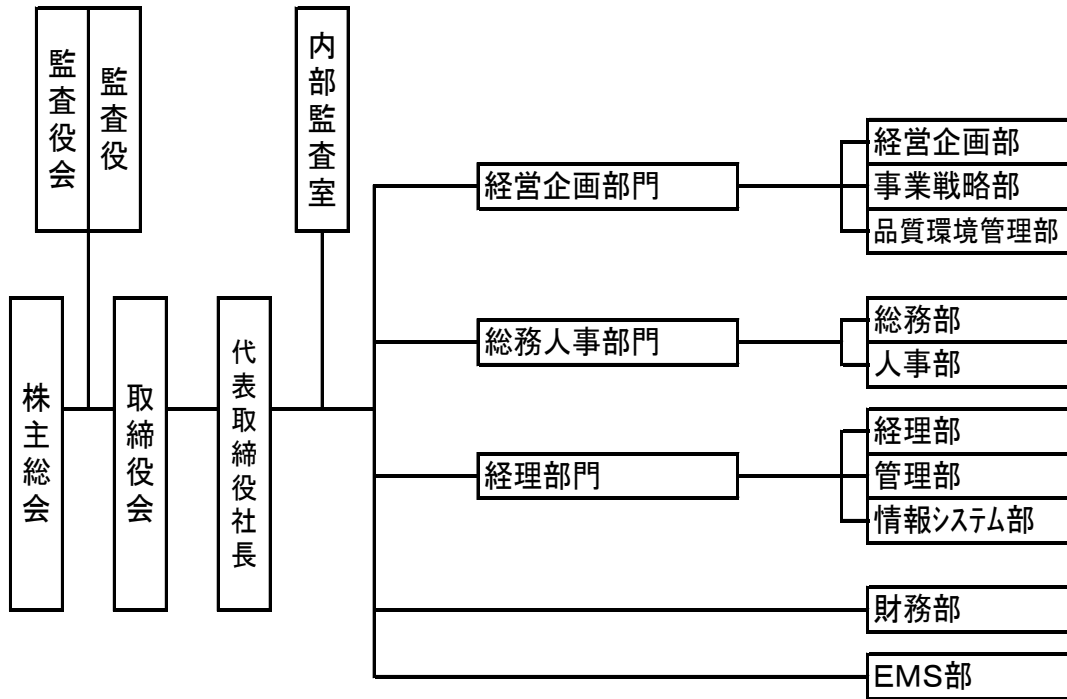 監査役会
監査役
内部監査室
株主総会
取締役会
代表取締役社長
経営企画部門
経営企画部
事業戦略部
品質環境管理部
総務人事部門
総務部
人事部
経理部門
経理部
管理部
情報システム部
財務部
EMS部